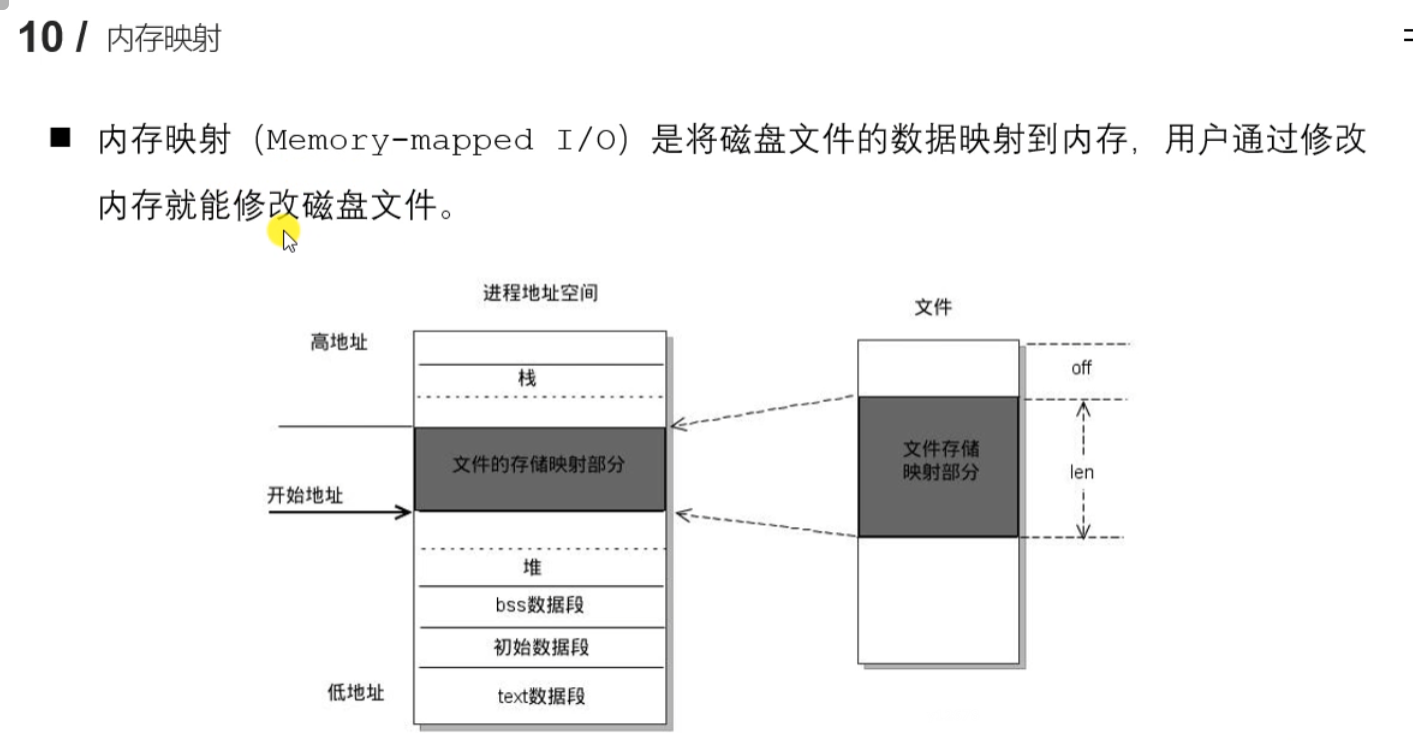 10 / 内存映射
■ 内存映射（Memory-mapped I/O）是将磁盘文件的数据映射到内存，用户通过修改
内存就能修改磁盘文件。
进程地址空间
文件
高地址
off
栈
文件存储
映射部分
文件的存储映射部分
len
开始地址
堆
bss数据段
初始数据段
低地址
text数据段